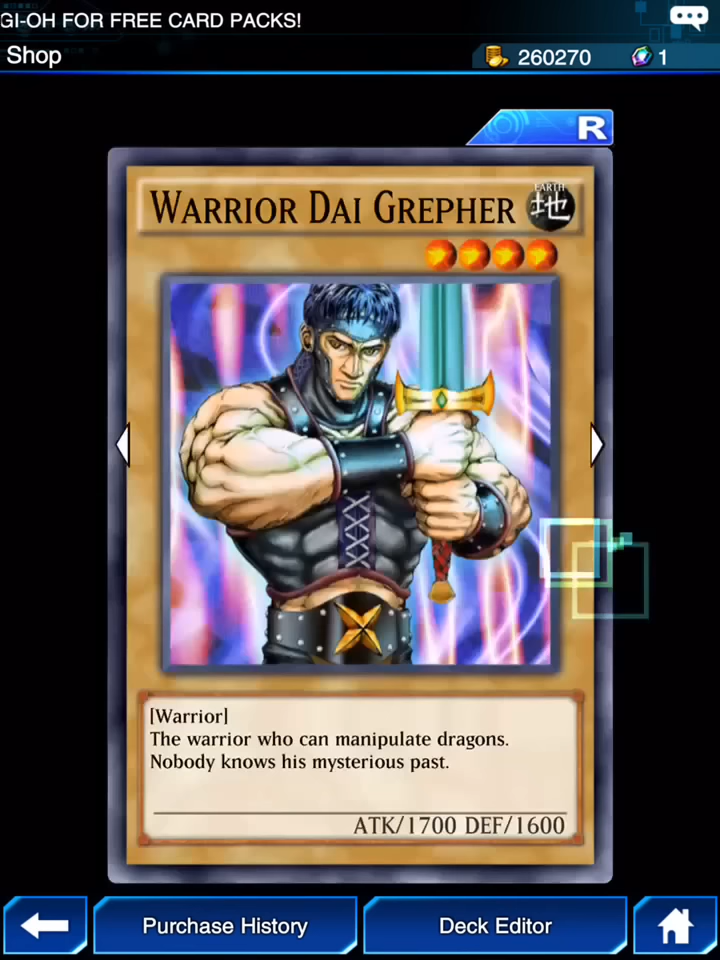 GI-OH FOR FREE CARD PACKS!
Shop
260270
1
R
WARRIOR DAI GREPHER
EARTH
地
[Warrior]
The warrior who can manipulate dragons.
Nobody knows his mysterious past.
ATK/1700 DEF/1600
Purchase History
Deck Editor